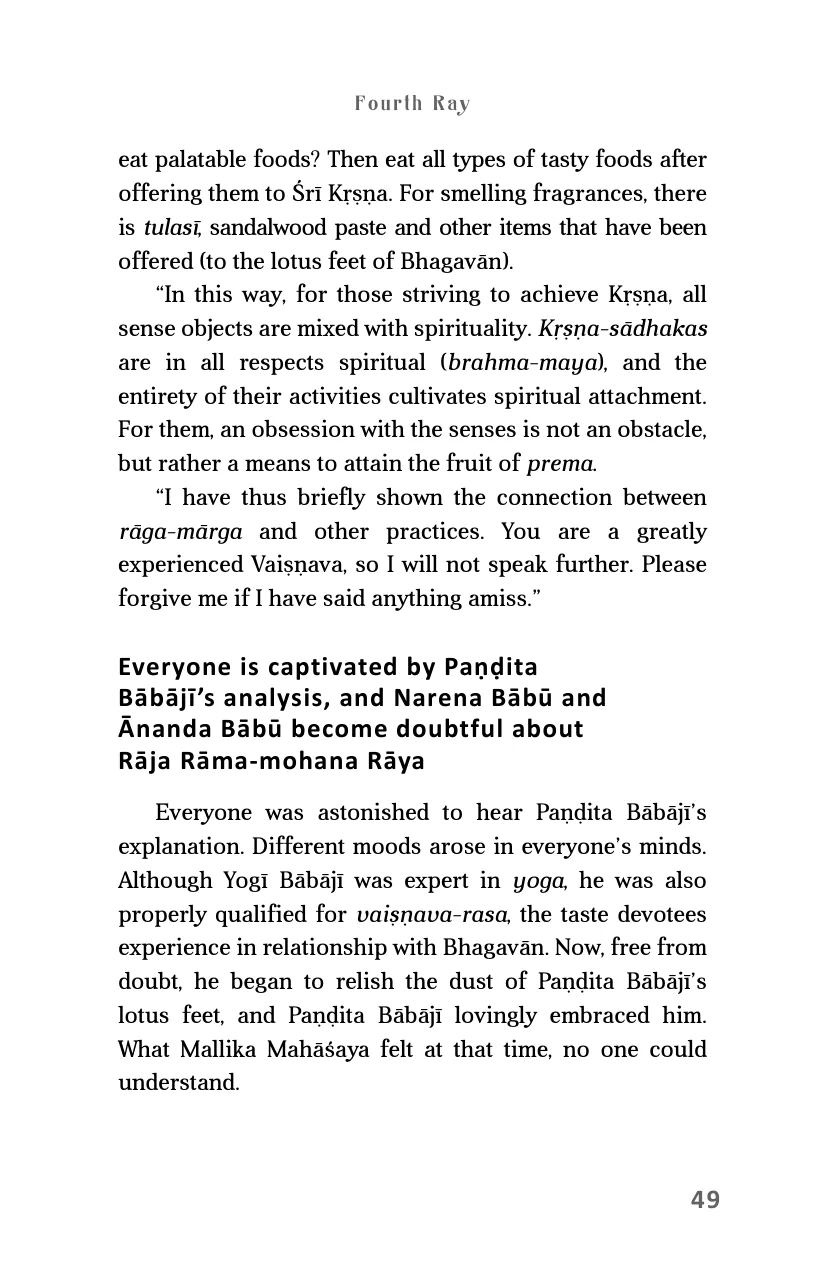 Fourth Ray
eat palatable foods? Then eat all types of tasty foods after
offering them to Śrī Kṛṣṇa. For smelling fragrances, there
is tulasī, sandalwood paste and other items that have been
offered (to the lotus feet of Bhagavān).
“In this way, for those striving to achieve Kṛṣṇa, all
sense objects are mixed with spirituality. Kṛṣṇa-sādhakas
are in all respects spiritual (brahma-maya), and the
entirety of their activities cultivates spiritual attachment.
For them, an obsession with the senses is not an obstacle,
but rather a means to attain the fruit of prema.
“I have thus briefly shown the connection between
rāga-mārga and other practices. You are a greatly
experienced Vaiṣṇava, so I will not speak further. Please
forgive me if I have said anything amiss.”
Everyone is captivated by Paṇḍita
Bābājī’s analysis, and Narena Bābū and
Ānanda Bābū become doubtful about
Rāja Rāma-mohana Rāya
Everyone was astonished to hear Paṇḍita Bābājī’s
explanation. Different moods arose in everyone’s minds.
Although Yogī Bābājī was expert in yoga, he was also
properly qualified for vaiṣṇava-rasa, the taste devotees
experience in relationship with Bhagavān. Now, free from
doubt, he began to relish the dust of Paṇḍita Bābājī’s
lotus feet, and Paṇḍita Bābājī lovingly embraced him.
What Mallika Mahāśaya felt at that time, no one could
understand.
49